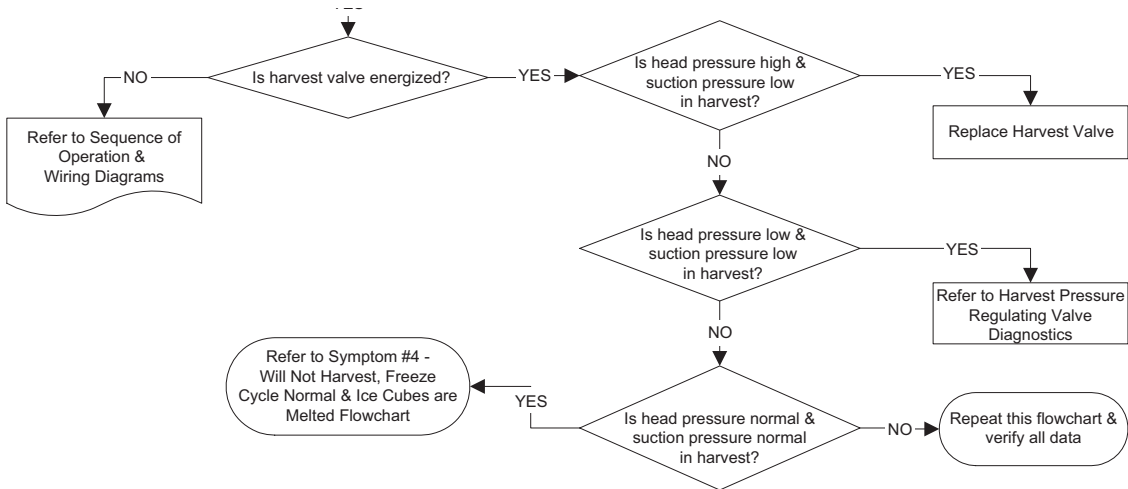 YES
Is harvest valve energized?
NO
YES
Is head pressure high &
suction pressure low
in harvest?
YES
Refer to Sequence of
Operation &
Wiring Diagrams
Replace Harvest Valve
NO
Is head pressure low &
suction pressure low
in harvest?
YES
Refer to Harvest Pressure
Regulating Valve
Diagnostics
NO
Refer to Symptom #4 -
Will Not Harvest, Freeze
Cycle Normal & Ice Cubes are
Melted Flowchart
YES
Is head pressure normal &
suction pressure normal
in harvest?
NO
Repeat this flowchart &
verify all data